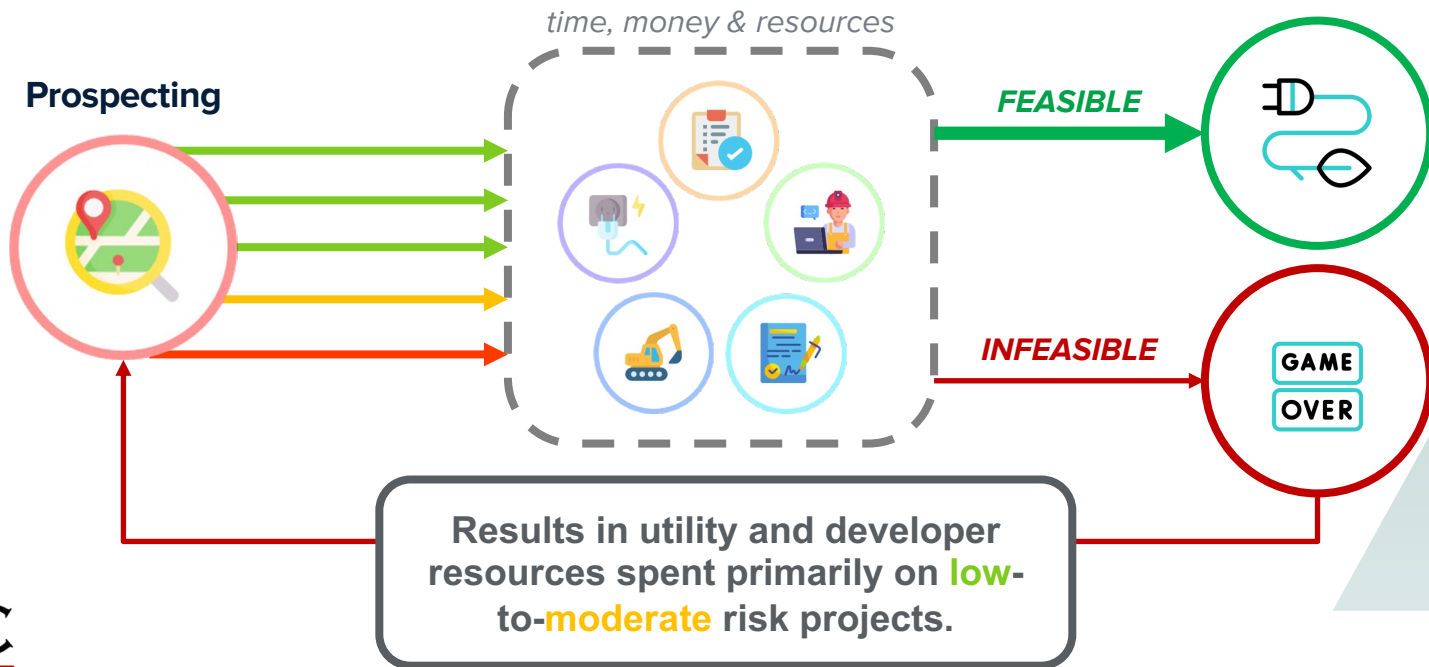 time, money & resources
Prospecting
FEASIBLE
INFEASIBLE
GAME
OVER
Results in utility and developer
resources spent primarily on low-
to-moderate risk projects.